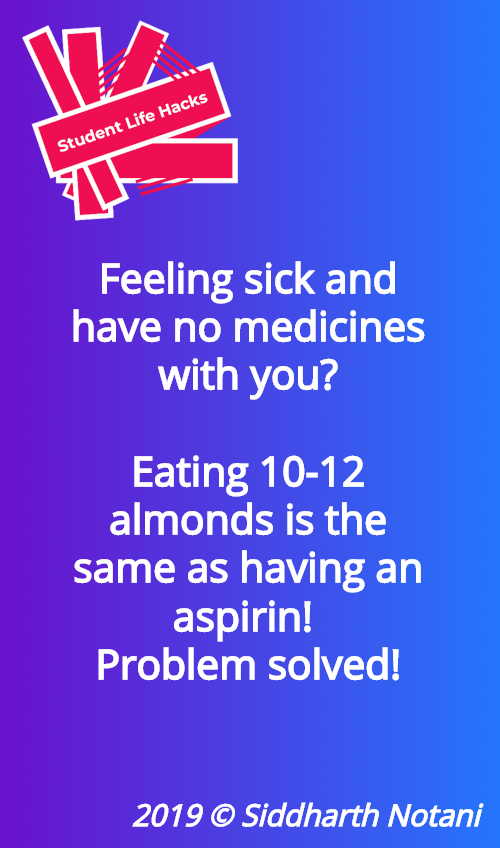 Student Life Hacks
Feeling sick and
have no medicines
with you?
Eating 10-12
almonds is the
same as having an
aspirin!
Problem solved!
2019 © Siddharth Notani